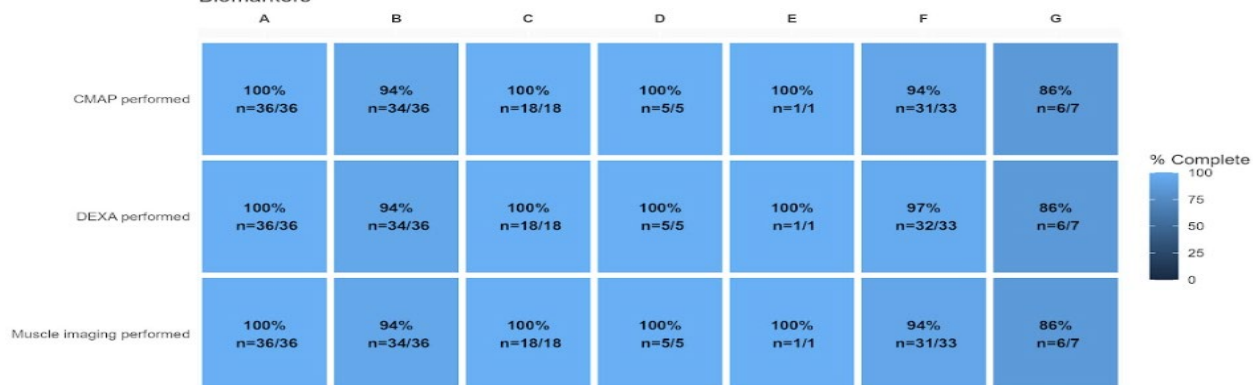 Biomarkers
A B C D E F G
CMAP performed
100% 94% 100% 100% 100% 94% 86%
n=36/36 n=34/36 n=18/18 n=5/5 n=1/1 n=31/33 n=6/7
DEXA performed
100% 94% 100% 100% 100% 97% 86%
n=36/36 n=34/36 n=18/18 n=5/5 n=1/1 n=32/33 n=6/7
Muscle imaging performed
100% 94% 100% 100% 100% 94% 86%
n=36/36 n=34/36 n=18/18 n=5/5 n=1/1 n=31/33 n=6/7
% Complete
100
75
50
25
0